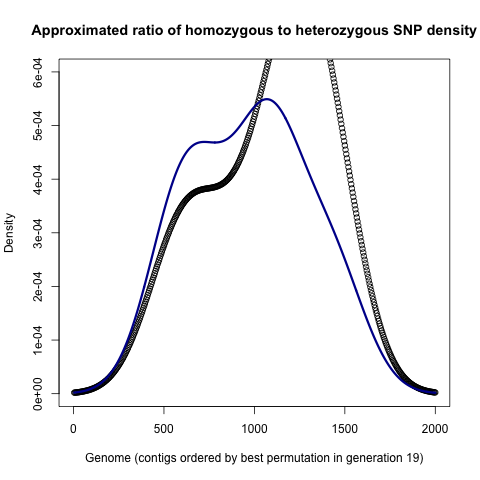 Approximated ratio of homozygous to heterozygous SNP density
6e-04
5e-04
4e-04
3e-04
2e-04
1e-04
0e+00
Density
0 500 1000 1500 2000
Genome (contigs ordered by best permutation in generation 19)